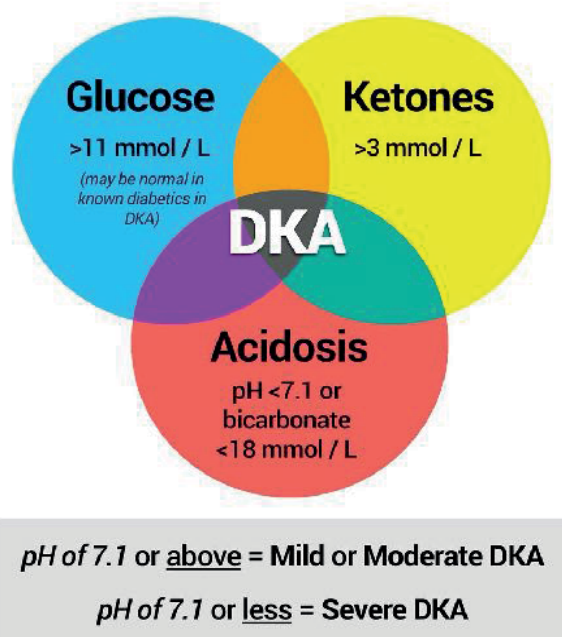 Glucose
>11 mmol / L
(may be normal in
known diabetics in
DKA)
Ketones
>3 mmol / L
DKA
Acidosis
pH <7.1 or
bicarbonate
<18 mmol / L
pH of 7.1 or above = Mild or Moderate DKA
pH of 7.1 or less = Severe DKA